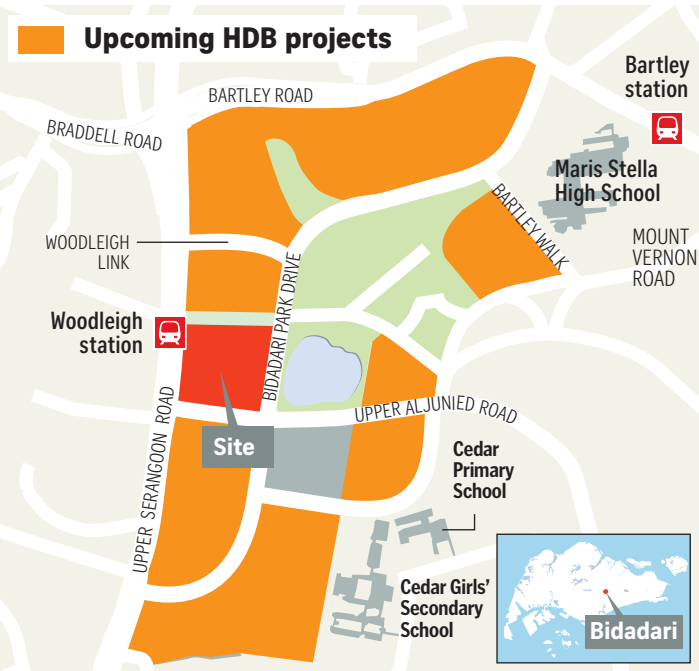 Upcoming HDB projects
Bartley
station
BARTLEY ROAD
BRADDELL ROAD
Maris Stella
High School
BARTLEY WALK
WOODLEIGH
LINK
MOUNT
VERNON
ROAD
BIDADARI PARK DRIVE
Woodleigh
station
UPPER ALJUNIED ROAD
UPPER SERANGOON ROAD
Site
Cedar
Primary
School
Cedar Girls'
Secondary
School
Bidadari